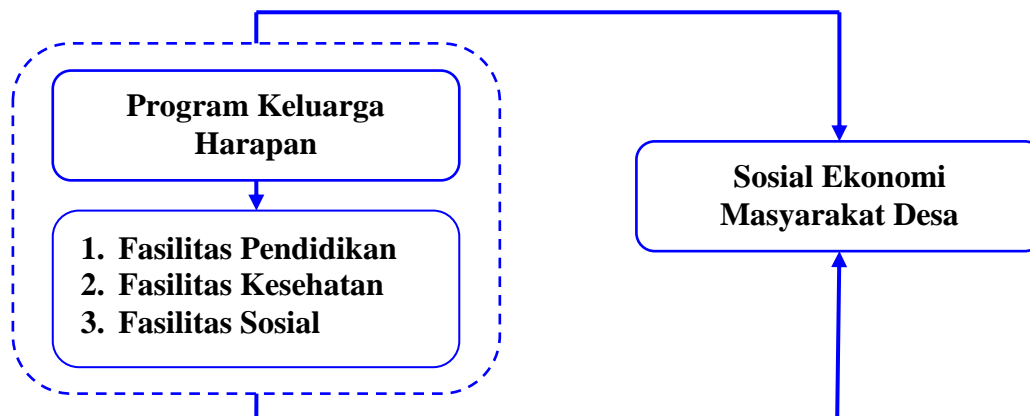 Program Keluarga
Harapan
1. Fasilitas Pendidikan
2. Fasilitas Kesehatan
3. Fasilitas Sosial
Sosial Ekonomi
Masyarakat Desa